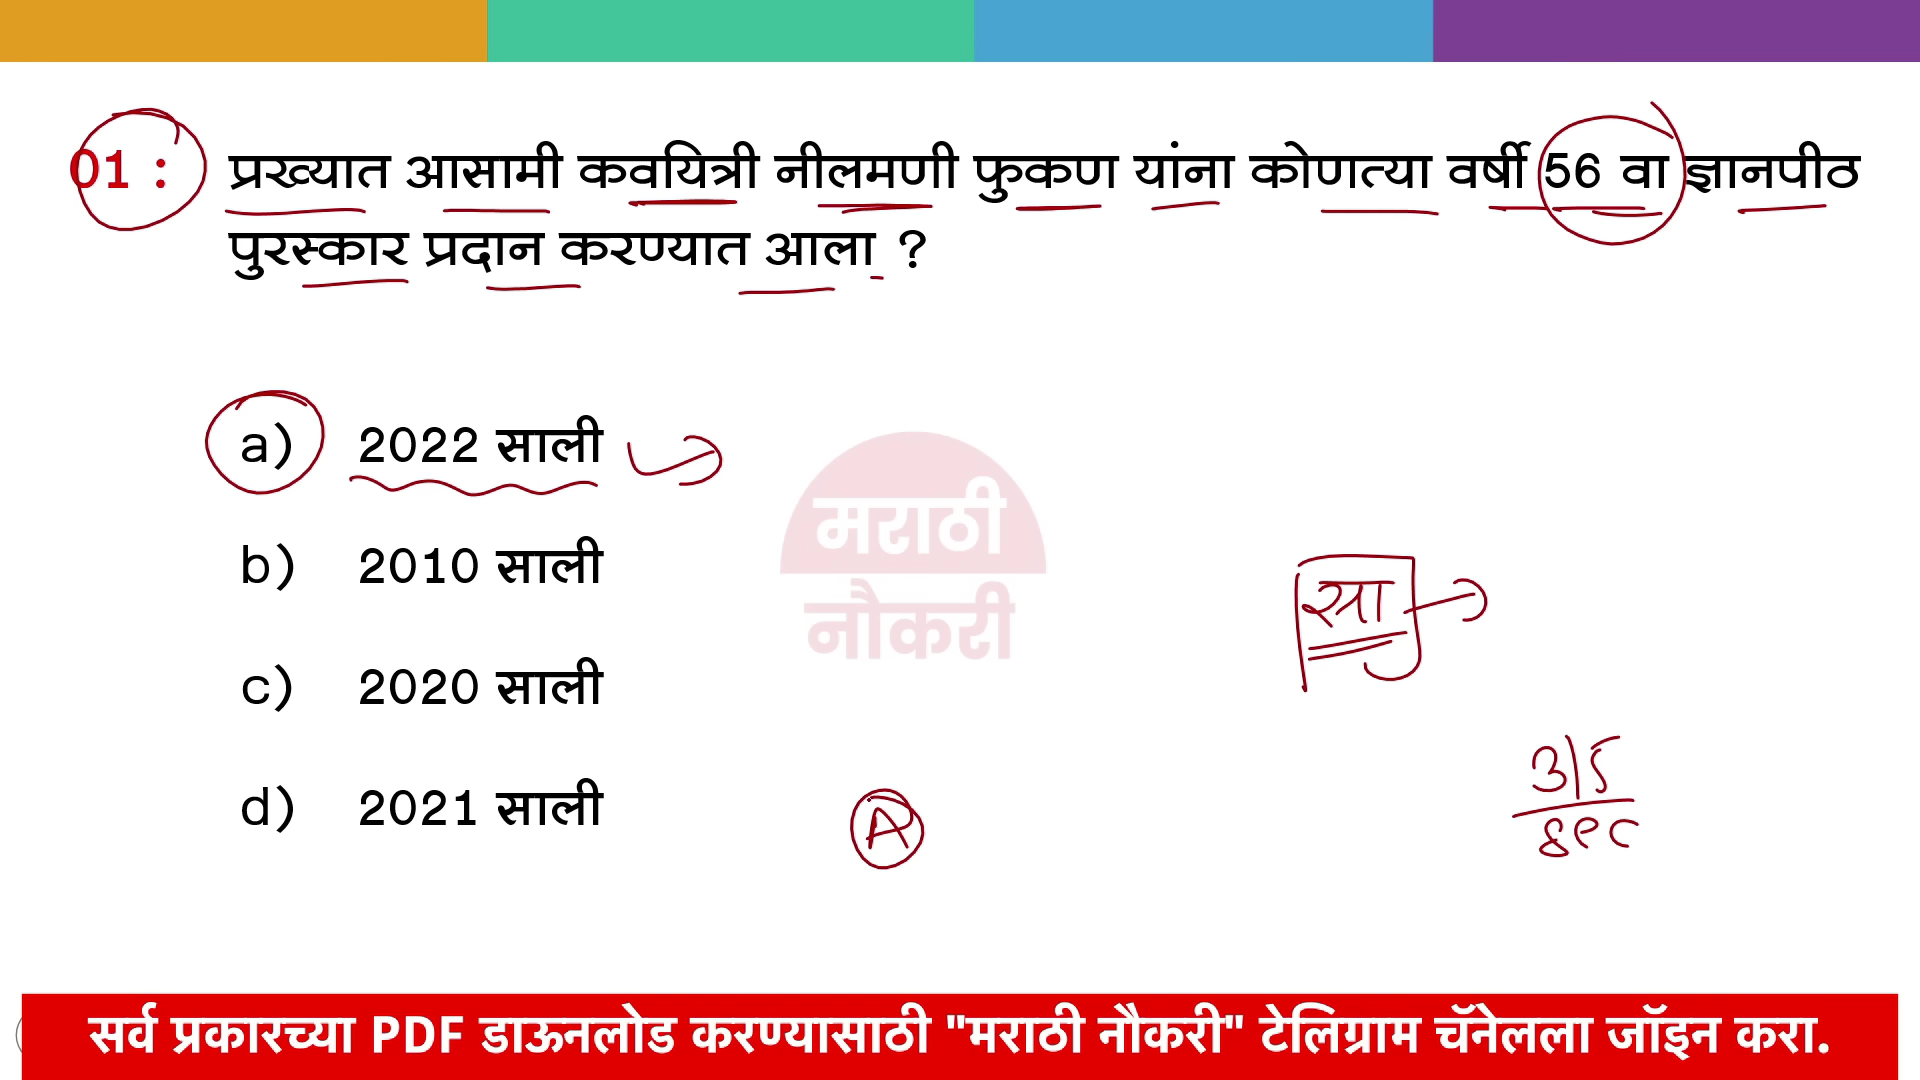 01 : प्रख्यात आसामी कवयित्री नीलमणी फुकण यांना कोणत्या वर्षी 56 वा ज्ञानपीठ
पुरस्कार प्रदान करण्यात आला ?
a) 2022 साली
b) 2010 साली
c) 2020 साली
d) 2021 साली
मराठी
नौकरी
A
सर्व प्रकारच्या PDF डाऊनलोड करण्यासाठी "मराठी नौकरी" टेलिग्राम चॅनेलला जॉइन करा.